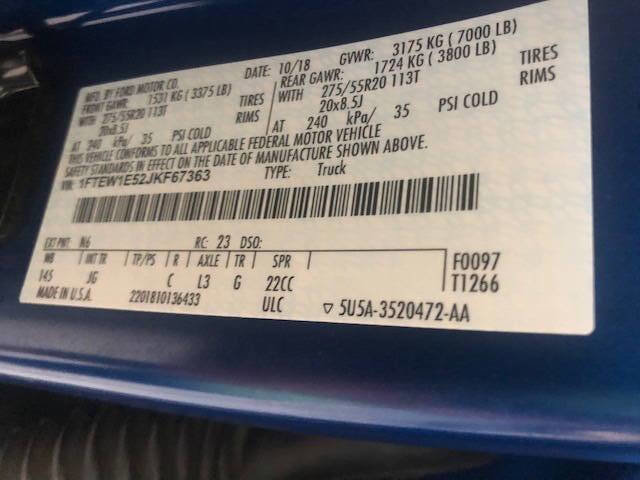 MFD. BY FORD MOTOR CO.
DATE: 10/18 GVWR: 3175 KG ( 7000 LB)
FRONT GAWR: 1531 KG ( 3375 LB) REAR GAWR: 1724 KG ( 3800 LB)
WITH 275/55R20 113T TIRES WITH 275/55R20 113T TIRES
20x8.5J RIMS 20x8.5J RIMS
AT 240 kPa/ 35 PSI COLD AT 240 kPa/ 35 PSI COLD
THIS VEHICLE CONFORMS TO ALL APPLICABLE FEDERAL MOTOR VEHICLE
SAFETY STANDARDS IN EFFECT ON THE DATE OF MANUFACTURE SHOWN ABOVE.
VIN: 1FTEW1E52JKF67363 TYPE: Truck
EXT PNT: N6 RC: 23 DSO:
WB INT TR TP/PS R AXLE TR SPR F0097
145 JG C L3 G 22CC T1266
MADE IN U.S.A. 2201810136433 ULC ▽ 5U5A-3520472-AA